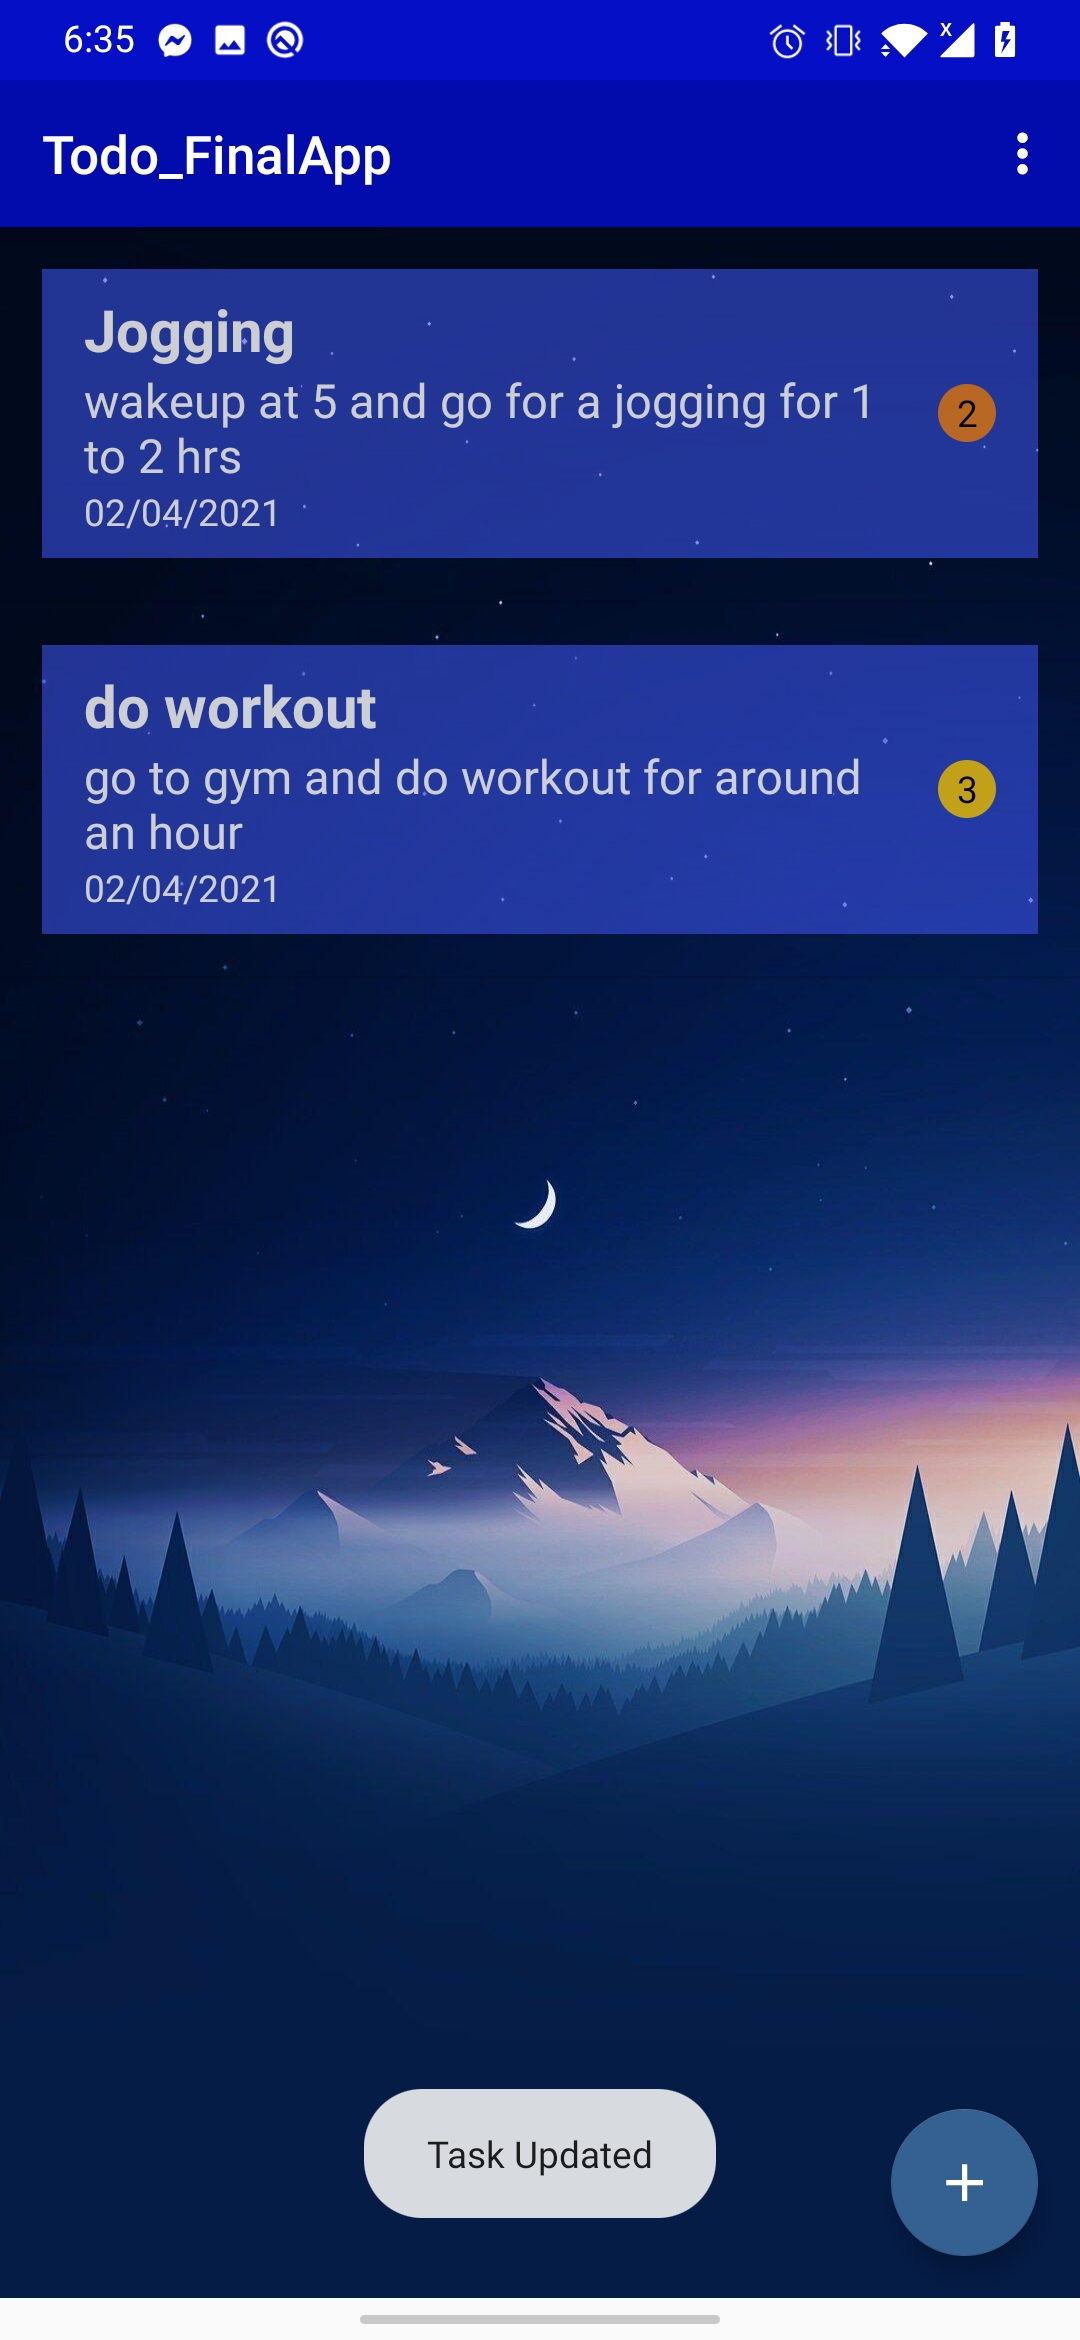 6:35
Todo_FinalApp
Jogging
wakeup at 5 and go for a jogging for 1
to 2 hrs
2
02/04/2021
do workout
go to gym and do workout for around
an hour
3
02/04/2021
Task Updated